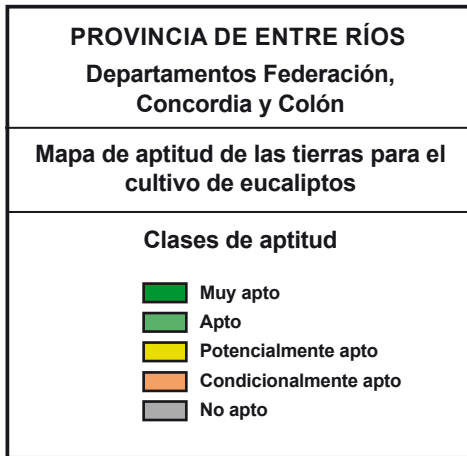 PROVINCIA DE ENTRE RÍOS
Departamentos Federación,
Concordia y Colón
Mapa de aptitud de las tierras para el
cultivo de eucaliptos
Clases de aptitud
Muy apto
Apto
Potencialmente apto
Condicionalmente apto
No apto